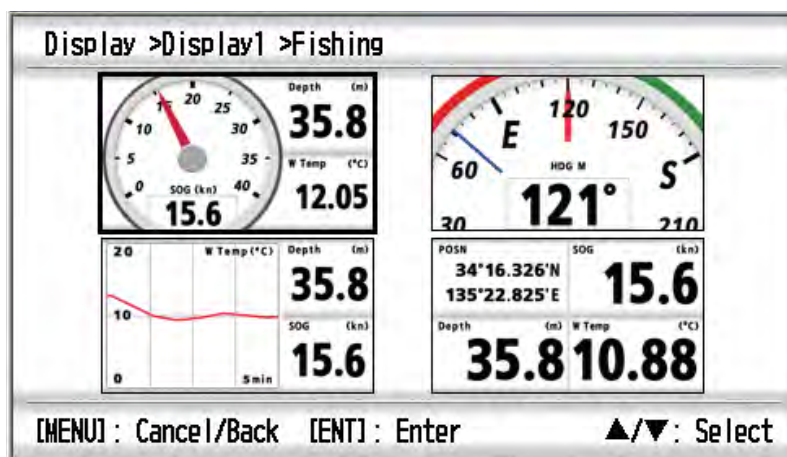 Display >Display1 >Fishing
0 5 10 15 20 25 30 35 40
SOG (kn)
15.6
Depth (m)
35.8
W Temp (°C)
12.05
30 60 E 120 150 S 210
HDG M
121°
20 W Temp(°C)
10
0 5min
Depth (m)
35.8
SOG (kn)
15.6
POSN
34°16.326'N
135°22.825'E
SOG (kn)
15.6
Depth (m)
35.8
W Temp (°C)
10.88
[MENU]: Cancel/Back [ENT]: Enter ▲/▼: Select